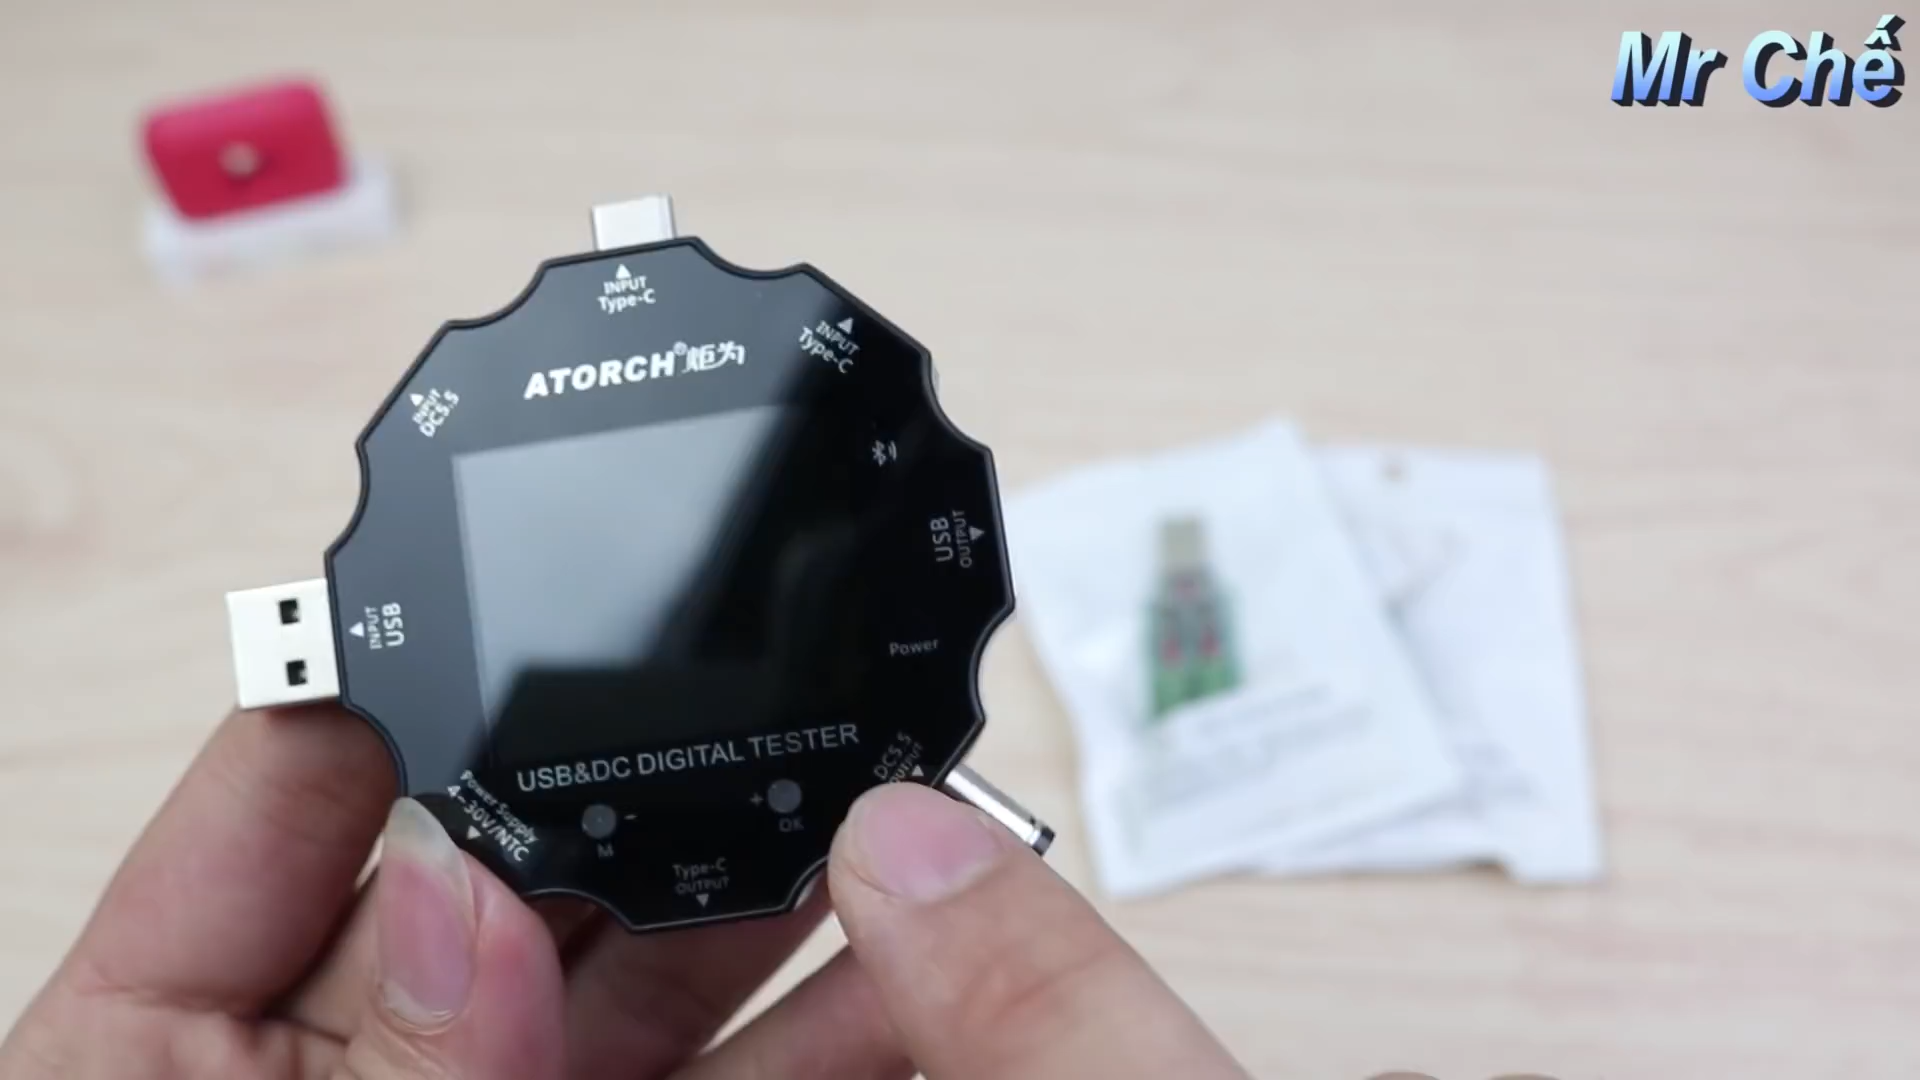 Mr Chế
INPUT
Type-C
INPUT
Type-C
ATORCH®炬为
INPUT
DC5.5
USB
OUTPUT
INPUT
USB
Power
USB&DC DIGITAL TESTER
DC5.5
OUTPUT
Power Supply
4-30V/NTC
-
M
+
OK
Type-C
OUTPUT